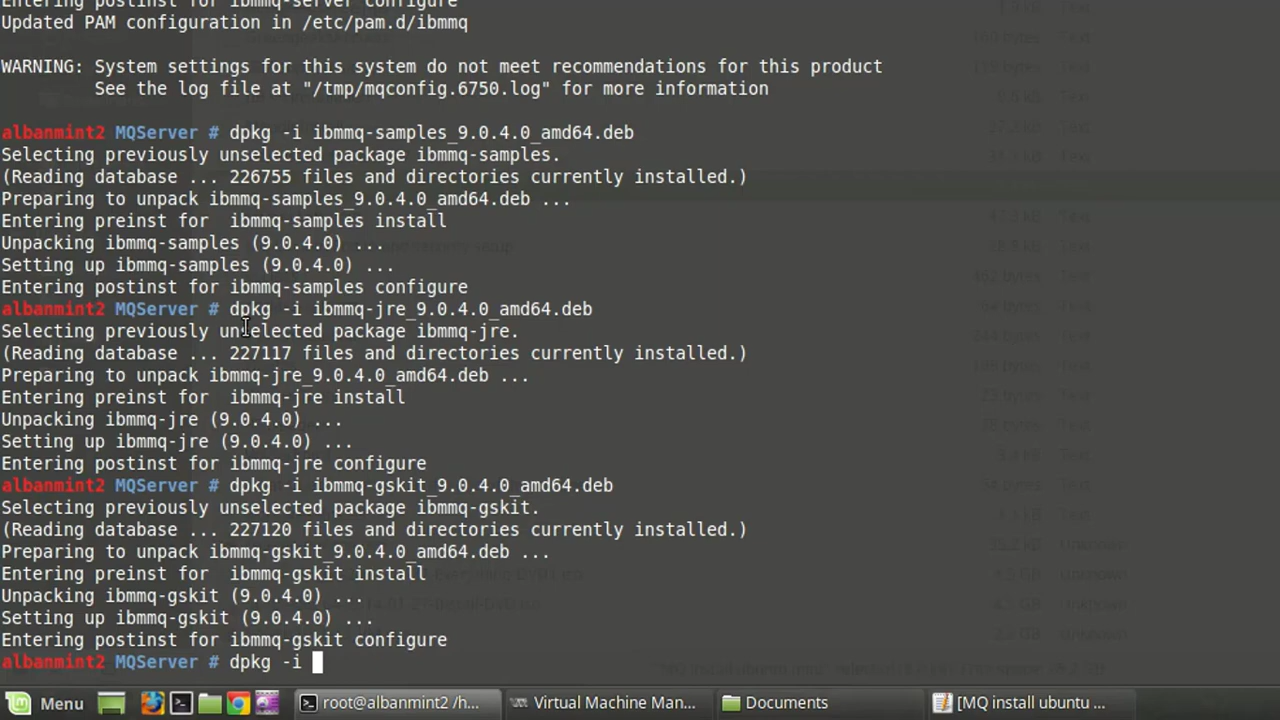 Entering postinst for ibmmq-server configure
Updated PAM configuration in /etc/pam.d/ibmmq
WARNING: System settings for this system do not meet recommendations for this product
See the log file at "/tmp/mqconfig.6750.log" for more information
albanmint2 MQServer # dpkg -i ibmmq-samples_9.0.4.0_amd64.deb
Selecting previously unselected package ibmmq-samples.
(Reading database ... 226755 files and directories currently installed.)
Preparing to unpack ibmmq-samples_9.0.4.0_amd64.deb ...
Entering preinst for  ibmmq-samples install
Unpacking ibmmq-samples (9.0.4.0) ...
Setting up ibmmq-samples (9.0.4.0) ...
Entering postinst for ibmmq-samples configure
albanmint2 MQServer # dpkg -i ibmmq-jre_9.0.4.0_amd64.deb
Selecting previously unselected package ibmmq-jre.
(Reading database ... 227117 files and directories currently installed.)
Preparing to unpack ibmmq-jre_9.0.4.0_amd64.deb ...
Entering preinst for  ibmmq-jre install
Unpacking ibmmq-jre (9.0.4.0) ...
Setting up ibmmq-jre (9.0.4.0) ...
Entering postinst for ibmmq-jre configure
albanmint2 MQServer # dpkg -i ibmmq-gskit_9.0.4.0_amd64.deb
Selecting previously unselected package ibmmq-gskit.
(Reading database ... 227120 files and directories currently installed.)
Preparing to unpack ibmmq-gskit_9.0.4.0_amd64.deb ...
Entering preinst for  ibmmq-gskit install
Unpacking ibmmq-gskit (9.0.4.0) ...
Setting up ibmmq-gskit (9.0.4.0) ...
Entering postinst for ibmmq-gskit configure
albanmint2 MQServer # dpkg -i
Menu root@albanmint2 /h... Virtual Machine Man... Documents [MQ install ubuntu ...